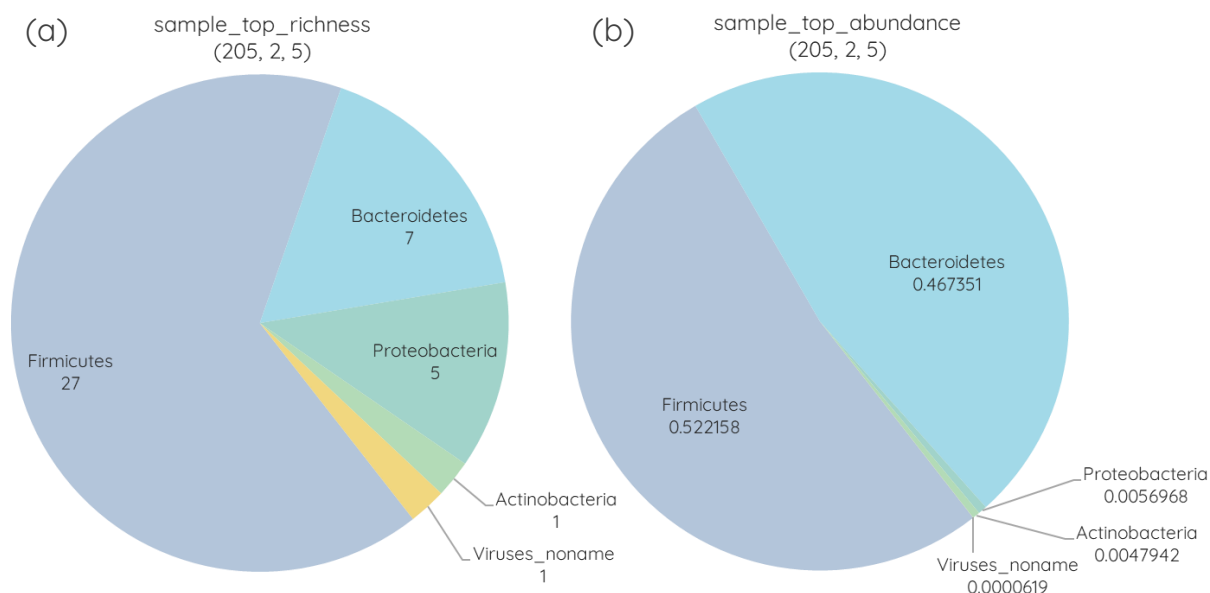 (a)
sample_top_richness
(205, 2, 5)
Bacteroidetes
7
Proteobacteria
5
Firmicutes
27
Actinobacteria
1
Viruses_noname
1
(b)
sample_top_abundance
(205, 2, 5)
Bacteroidetes
0.467351
Firmicutes
0.522158
Proteobacteria
0.0056968
Actinobacteria
0.0047942
Viruses_noname
0.0000619